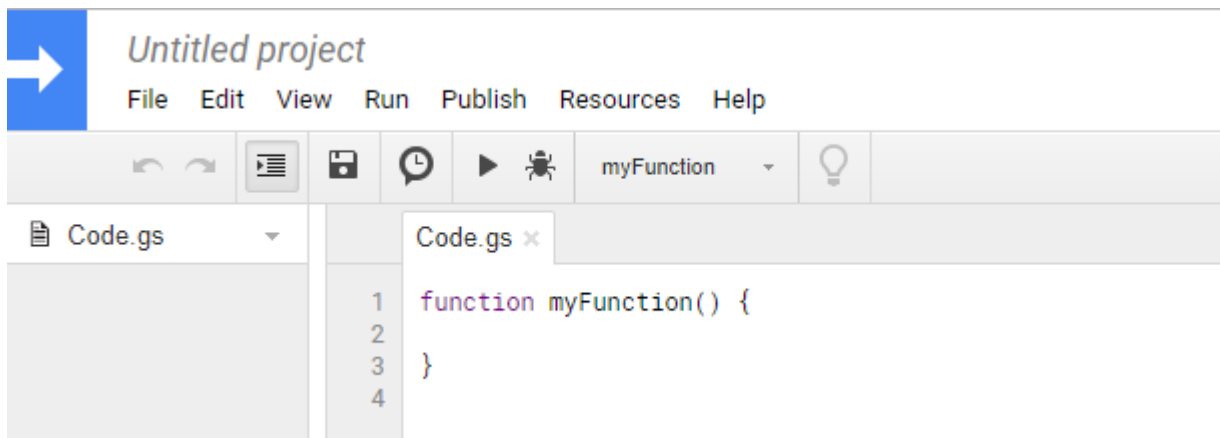 Untitled project
File Edit View Run Publish Resources Help
myFunction
Code.gs
Code.gs
1 function myFunction() {
2
3 }
4